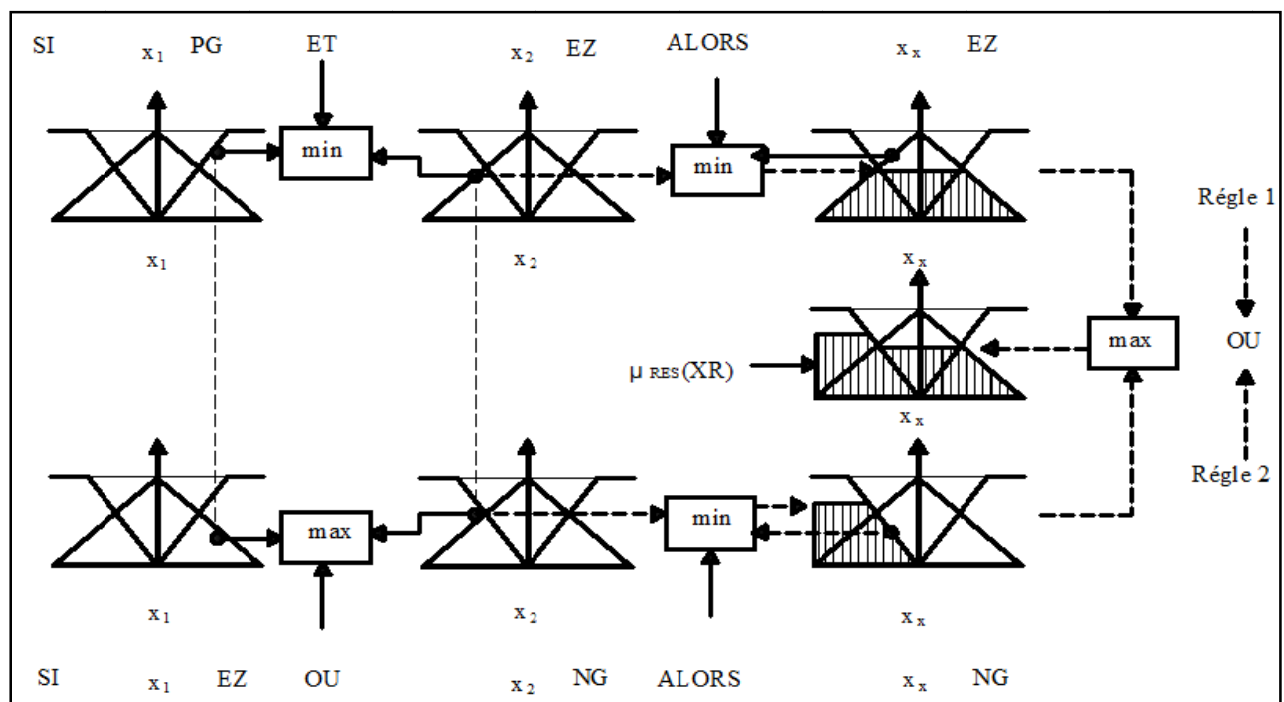 SI x₁ PG ET x₂ EZ ALORS xₓ EZ
min
min
Régle 1
x₁ x₂ xₓ
max
OU
μ RES(XR)
xₓ
Régle 2
max
min
x₁ x₂ xₓ
SI x₁ EZ OU x₂ NG ALORS xₓ NG